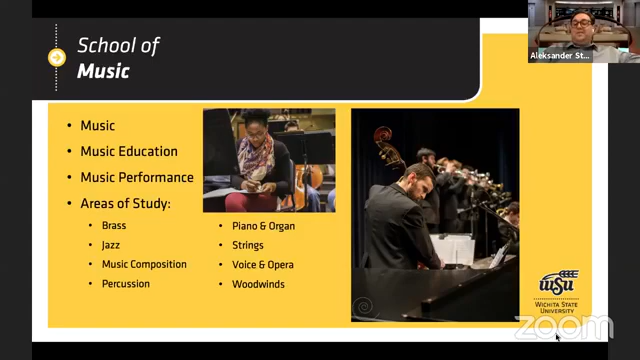 School of
Music
Aleksander St...
• Music
• Music Education
• Music Performance
• Areas of Study:
• Brass
• Jazz
• Music Composition
• Percussion
• Piano & Organ
• Strings
• Voice & Opera
• Woodwinds
WSU
WICHITA STATE
UNIVERSITY
zoom